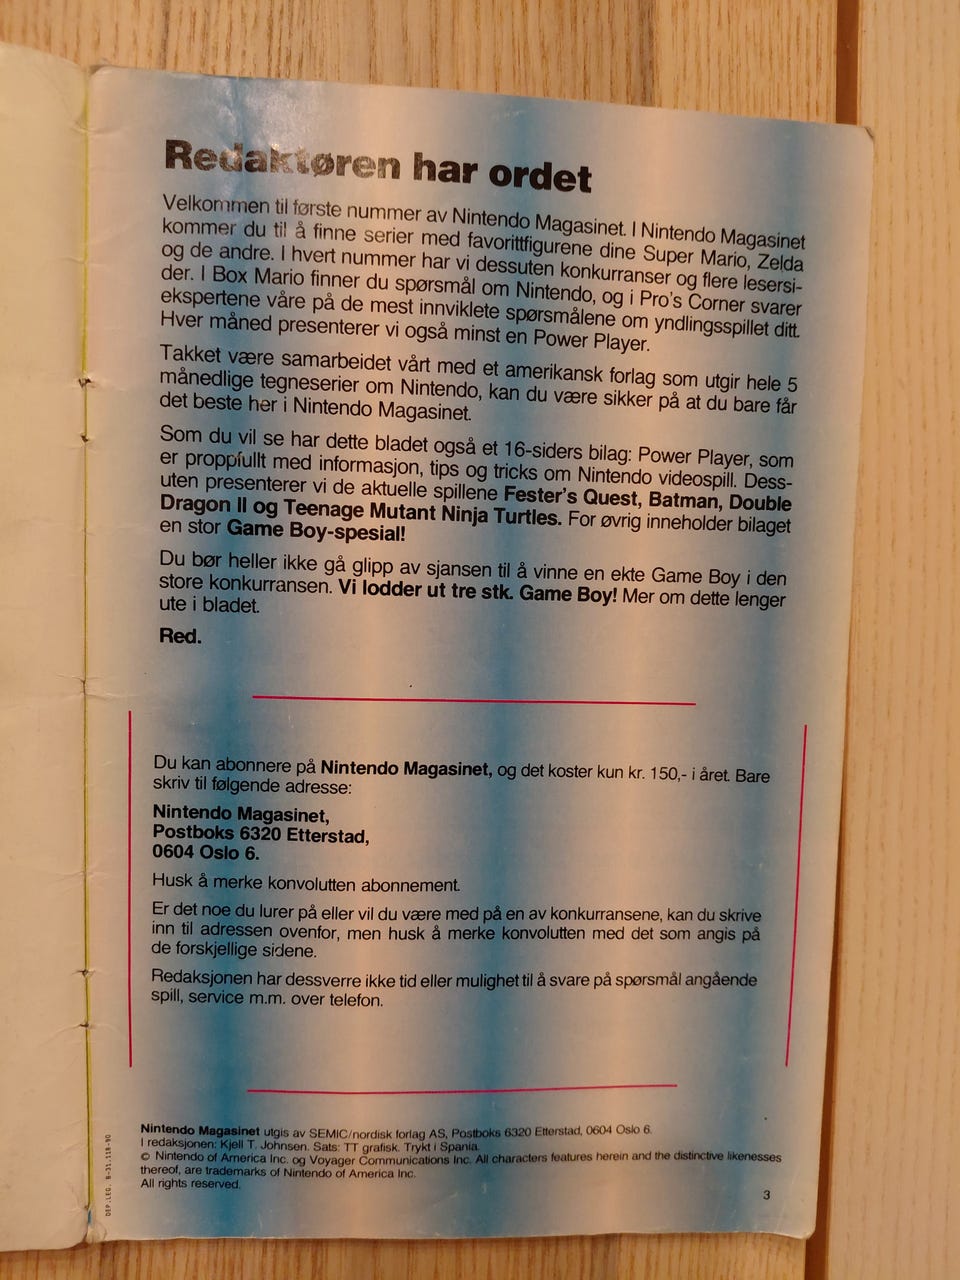 Redaktøren har ordet
Velkommen til første nummer av Nintendo Magasinet. I Nintendo Magasinet
kommer du til å finne serier med favorittfigurene dine Super Mario, Zelda
og de andre. I hvert nummer har vi dessuten konkurranser og flere lesersi-
der. I Box Mario finner du spørsmål om Nintendo, og i Pro's Corner svarer
ekspertene våre på de mest innviklete spørsmålene om yndlingsspillet ditt.
Hver måned presenterer vi også minst en Power Player.
Takket være samarbeidet vårt med et amerikansk forlag som utgir hele 5
månedlige tegneserier om Nintendo, kan du være sikker på at du bare får
det beste her i Nintendo Magasinet.
Som du vil se har dette bladet også et 16-siders bilag: Power Player, som
er proppfullt med informasjon, tips og tricks om Nintendo videospill. Dess-
uten presenterer vi de aktuelle spillene Fester's Quest, Batman, Double
Dragon II og Teenage Mutant Ninja Turtles. For øvrig inneholder bilaget
en stor Game Boy-spesial!
Du bør heller ikke gå glipp av sjansen til å vinne en ekte Game Boy i den
store konkurransen. Vi lodder ut tre stk. Game Boy! Mer om dette lenger
ute i bladet.
Red.
Du kan abonnere på Nintendo Magasinet, og det koster kun kr. 150,- i året. Bare
skriv til følgende adresse:
Nintendo Magasinet,
Postboks 6320 Etterstad,
0604 Oslo 6.
Husk å merke konvolutten abonnement.
Er det noe du lurer på eller vil du være med på en av konkurransene, kan du skrive
inn til adressen ovenfor, men husk å merke konvolutten med det som angis på
de forskjellige sidene.
Redaksjonen har dessverre ikke tid eller mulighet til å svare på spørsmål angående
spill, service m.m. over telefon.
Nintendo Magasinet utgis av SEMIC/nordisk forlag AS, Postboks 6320 Etterstad, 0604 Oslo 6.
I redaksjonen: Kjell T. Johnsen. Sats: TT grafisk. Trykt i Spania.
© Nintendo of America Inc. og Voyager Communications Inc. All characters features herein and the distinctive likenesses
thereof, are trademarks of Nintendo of America Inc.
All rights reserved.
DEP.LEG. B-31.118-90
3